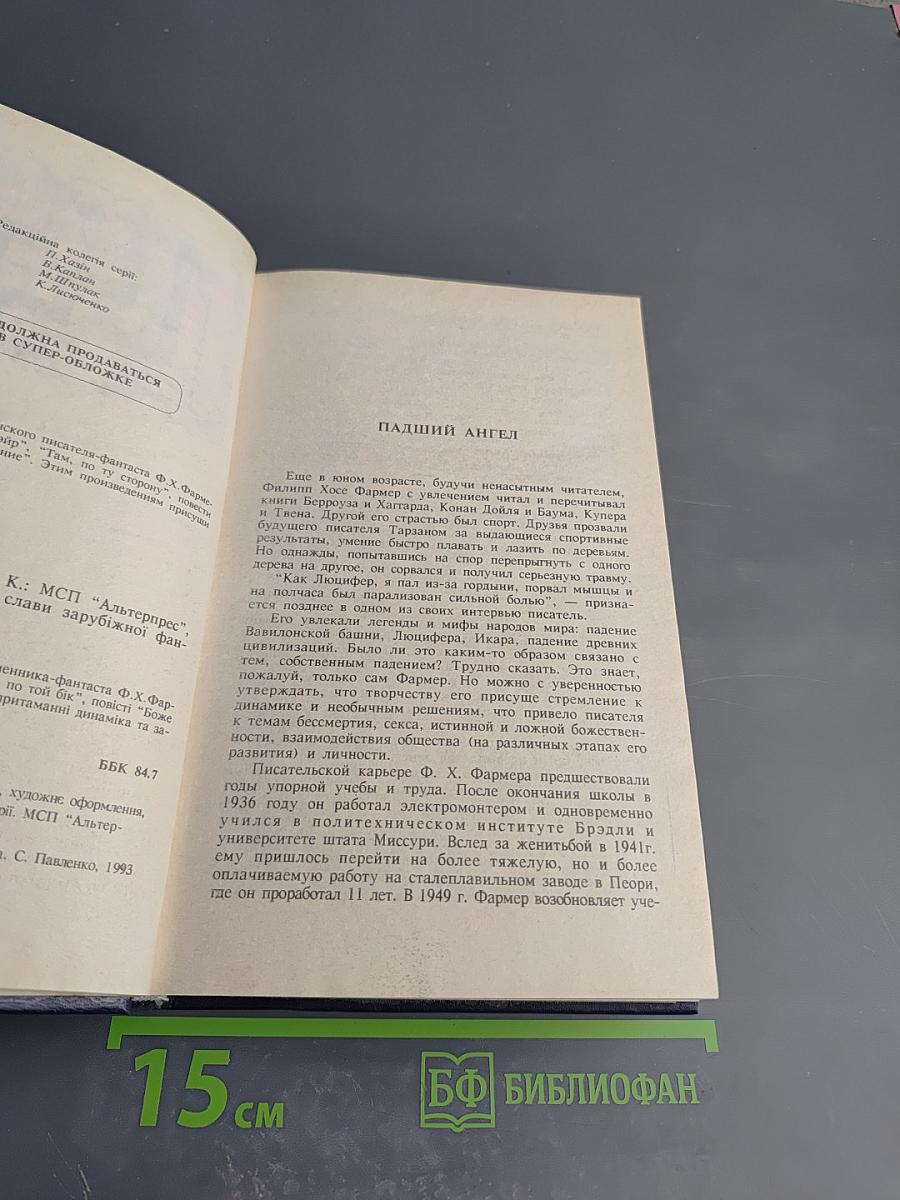 Редакційна колегія серії:
П.Хазін
В.Каплан
М.Шпулак
К.Лисюченко
ДОЛЖНА ПРОДАВАТЬСЯ
В СУПЕР-ОБЛОЖКЕ
писателя-фантаста Ф.Х.Фарме-
"Там, по ту сторону", повести
Этим произведениям присущи
К.: МСП "Альтерпрес",
слави зарубіжної фан-
Ф.Х.Фар-
по той бік", повісті "Боже
притаманні динаміка та за-
ББК 84.7
художнє оформлення,
МСП "Альтер-
С. Павленко, 1993
ПАДШИЙ АНГЕЛ
Еще в юном возрасте, будучи ненасытным читателем,
Филипп Хосе Фармер с увлечением читал и перечитывал
книги Берроуза и Хаггарда, Конан Дойля и Баума, Купера
и Твена. Другой его страстью был спорт. Друзья прозвали
будущего писателя Тарзаном за выдающиеся спортивные
результаты, умение быстро плавать и лазить по деревьям.
Но однажды, попытавшись на спор перепрыгнуть с одного
дерева на другое, он сорвался и получил серьезную травму.
"Как Люцифер, я пал из-за гордыни, порвал мышцы и
на полчаса был парализован сильной болью", — призна-
ется позднее в одном из своих интервью писатель.
Его увлекали легенды и мифы народов мира: падение
Вавилонской башни, Люцифера, Икара, падение древних
цивилизаций. Было ли это каким-то образом связано с
тем, собственным падением? Трудно сказать. Это знает,
пожалуй, только сам Фармер. Но можно с уверенностью
утверждать, что творчеству его присуще стремление к
динамике и необычным решениям, что привело писателя
к темам бессмертия, секса, истинной и ложной божествен-
ности, взаимодействия общества (на различных этапах его
развития) и личности.
Писательской карьере Ф. Х. Фармера предшествовали
годы упорной учебы и труда. После окончания школы в
1936 году он работал электромонтером и одновременно
учился в политехническом институте Брэдли и
университете штата Миссури. Вслед за женитьбой в 1941г.
ему пришлось перейти на более тяжелую, но и более
оплачиваемую работу на сталеплавильном заводе в Пеори,
где он проработал 11 лет. В 1949 г. Фармер возобновляет уче-
15 см
БФ БИБЛИОФАН